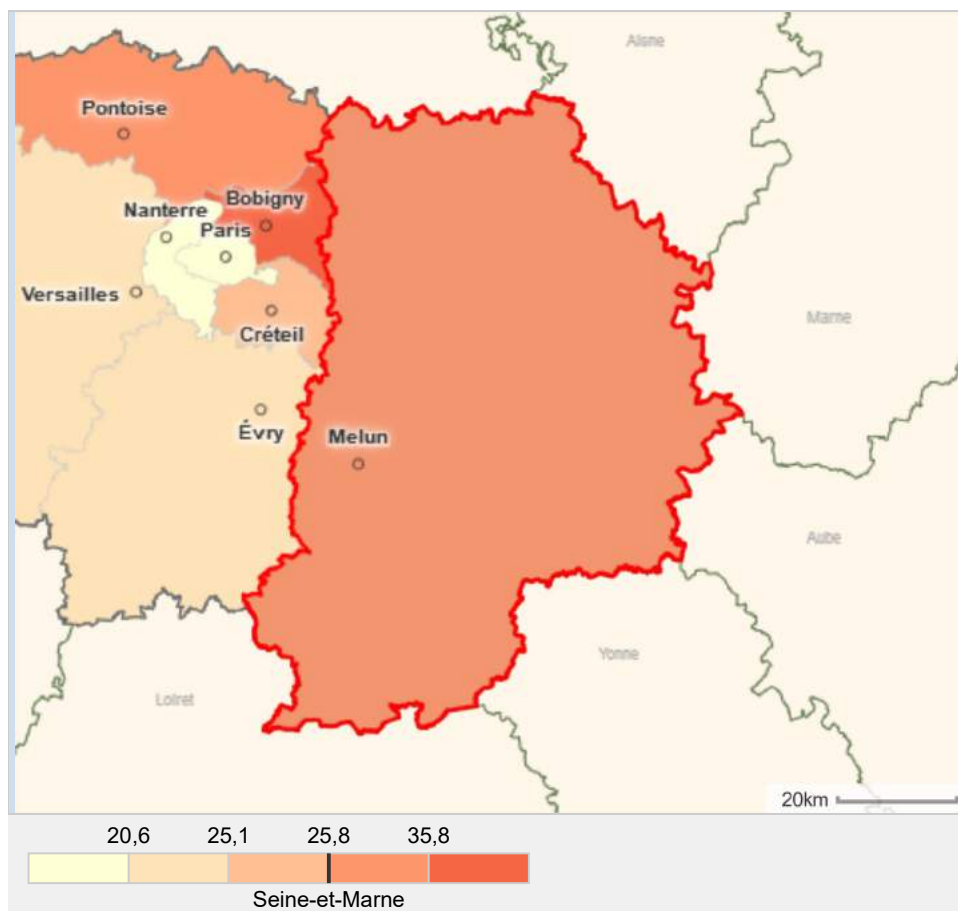 Aisne
Pontoise
Nanterre
Bobigny
Paris
Versailles
Marne
Créteil
Évry
Melun
Aube
Yonne
Loiret
20km
20,6 25,1 25,8 35,8
Seine-et-Marne